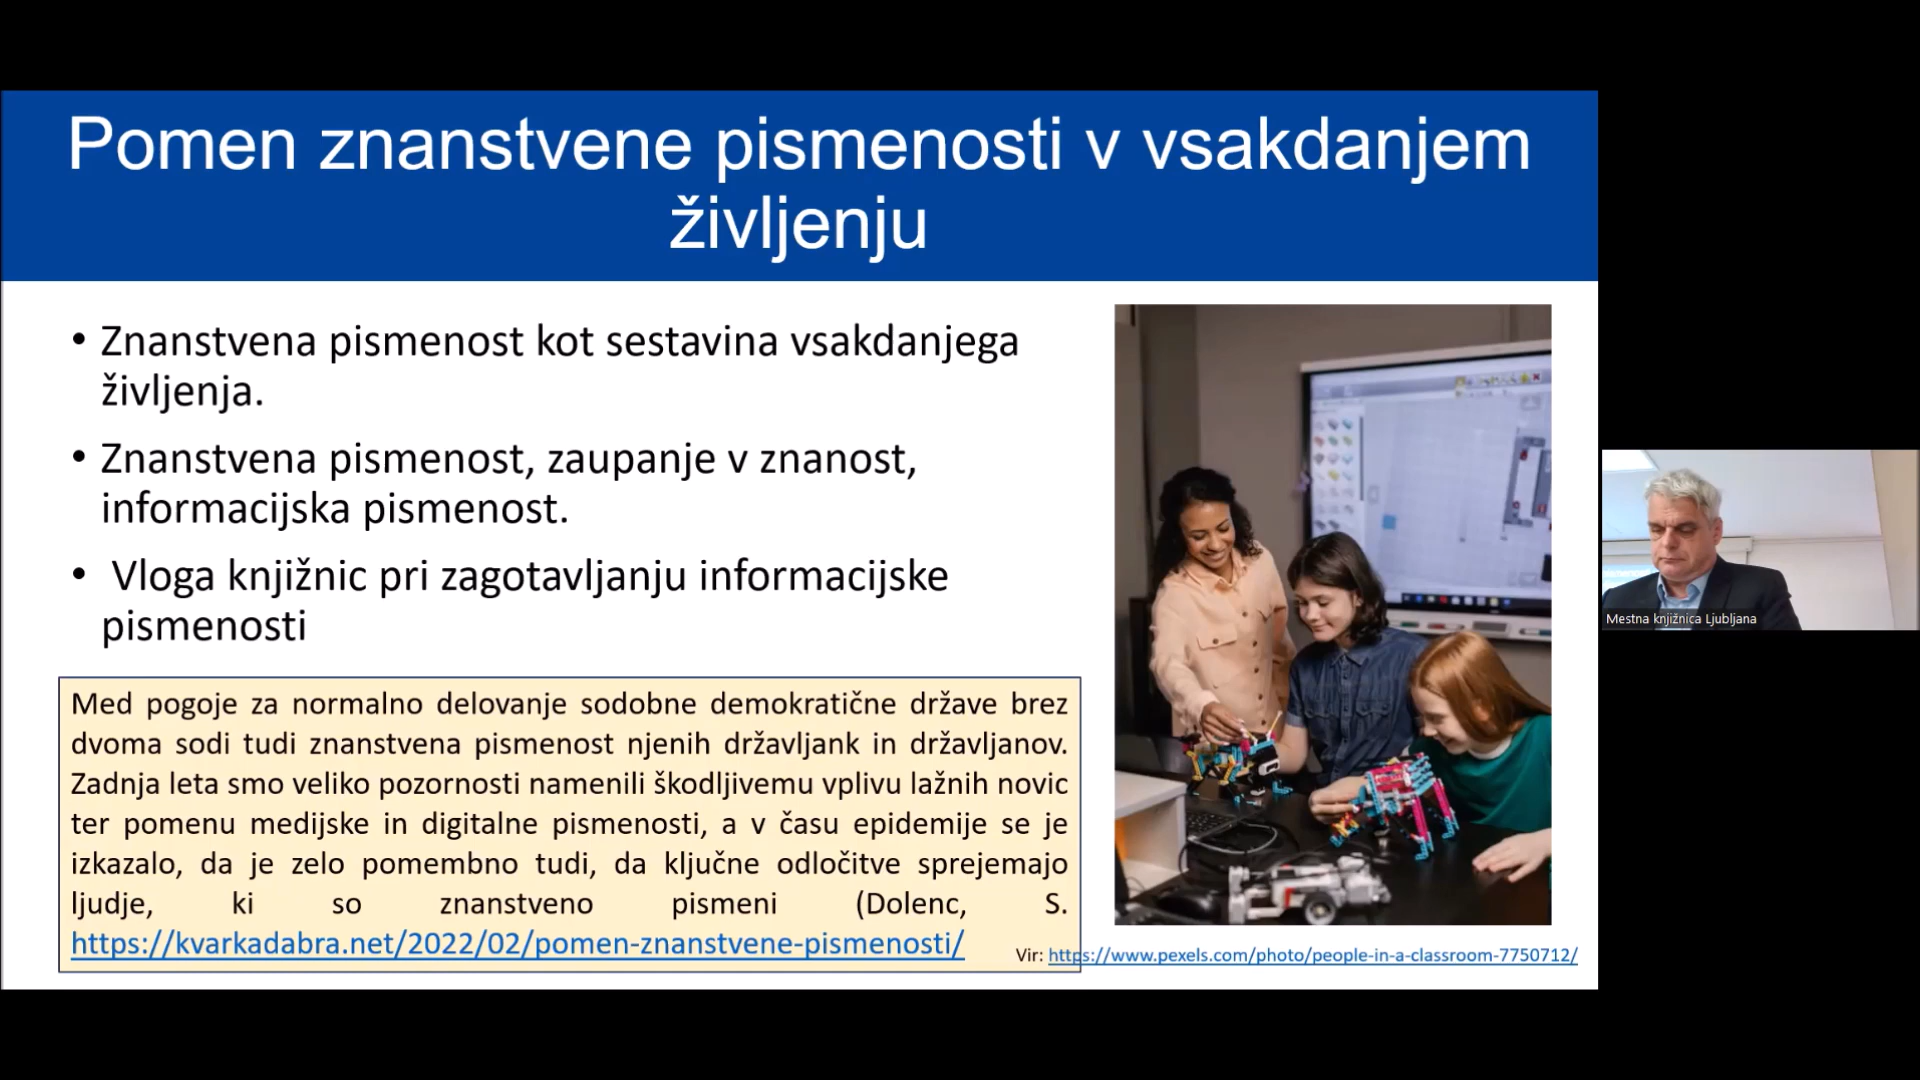 Pomen znanstvene pismenosti v vsakdanjem
življenju
• Znanstvena pismenost kot sestavina vsakdanjega
življenja.
• Znanstvena pismenost, zaupanje v znanost,
informacijska pismenost.
• Vloga knjižnic pri zagotavljanju informacijske
pismenosti
Med pogoje za normalno delovanje sodobne demokratične države brez
dvoma sodi tudi znanstvena pismenost njenih državljank in državljanov.
Zadnja leta smo veliko pozornosti namenili škodljivemu vplivu lažnih novic
ter pomenu medijske in digitalne pismenosti, a v času epidemije se je
izkazalo, da je zelo pomembno tudi, da ključne odločitve sprejemajo
ljudje, ki so znanstveno pismeni (Dolenc, S.
https://kvarkadabra.net/2022/02/pomen-znanstvene-pismenosti/
Vir: https://www.pexels.com/photo/people-in-a-classroom-7750712/
Mestna knjižnica Ljubljana